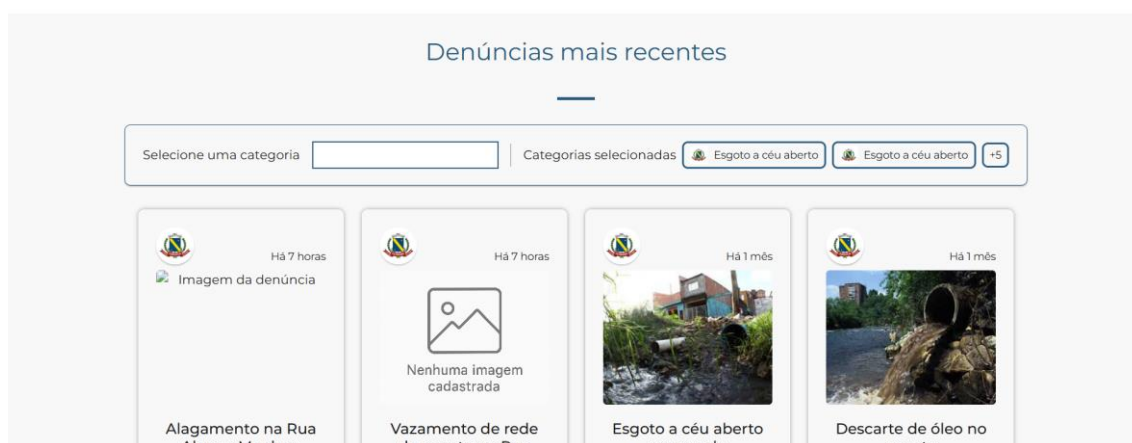 Denúncias mais recentes
Selecione uma categoria
Categorias selecionadas
Esgoto a céu aberto
Esgoto a céu aberto
+5
Há 7 horas
Há 7 horas
Há 1 mês
Há 1 mês
Imagem da denúncia
Nenhuma imagem
cadastrada
Alagamento na Rua
Vazamento de rede
Esgoto a céu aberto
Descarte de óleo no